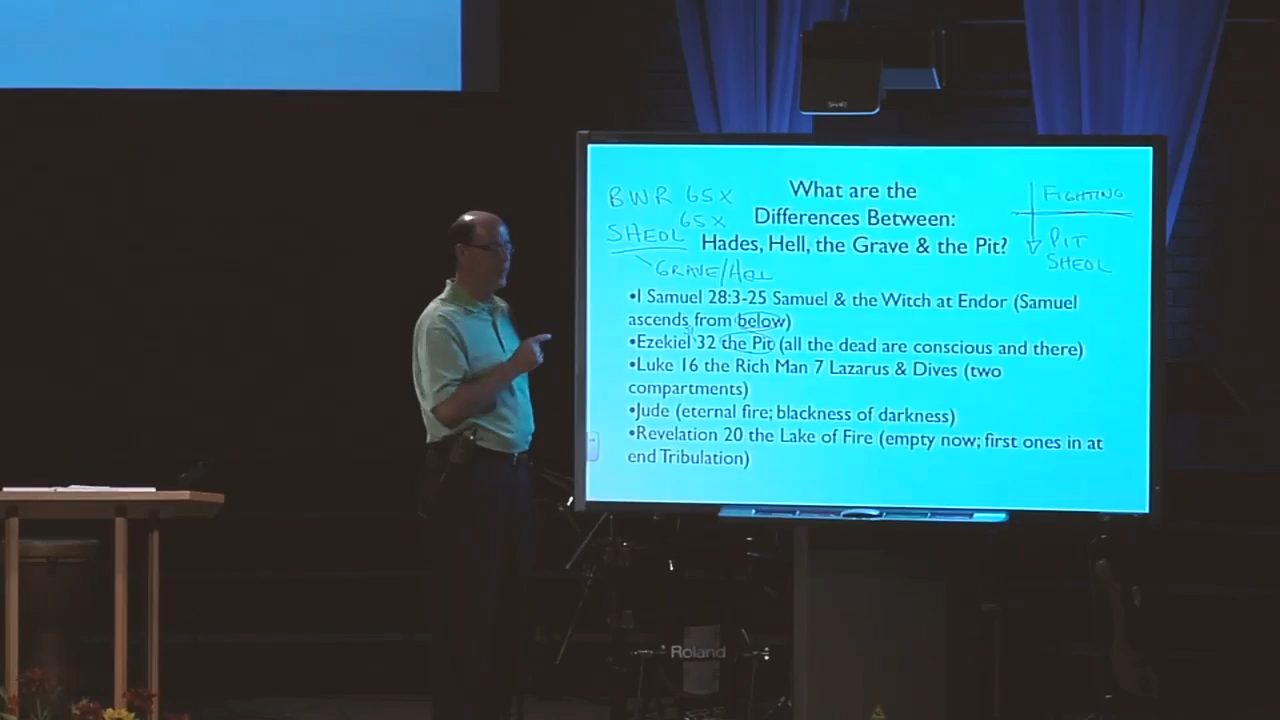 BWR 65X
65X
SHEOL
GRAVE/HELL
What are the
Differences Between:
Hades, Hell, the Grave & the Pit?
FIGHTING
PIT
SHEOL
•1 Samuel 28:3-25 Samuel & the Witch at Endor (Samuel
ascends from below)
•Ezekiel 32 the Pit (all the dead are conscious and there)
•Luke 16 the Rich Man 7 Lazarus & Dives (two
compartments)
•Jude (eternal fire; blackness of darkness)
•Revelation 20 the Lake of Fire (empty now; first ones in at
end Tribulation)
Roland